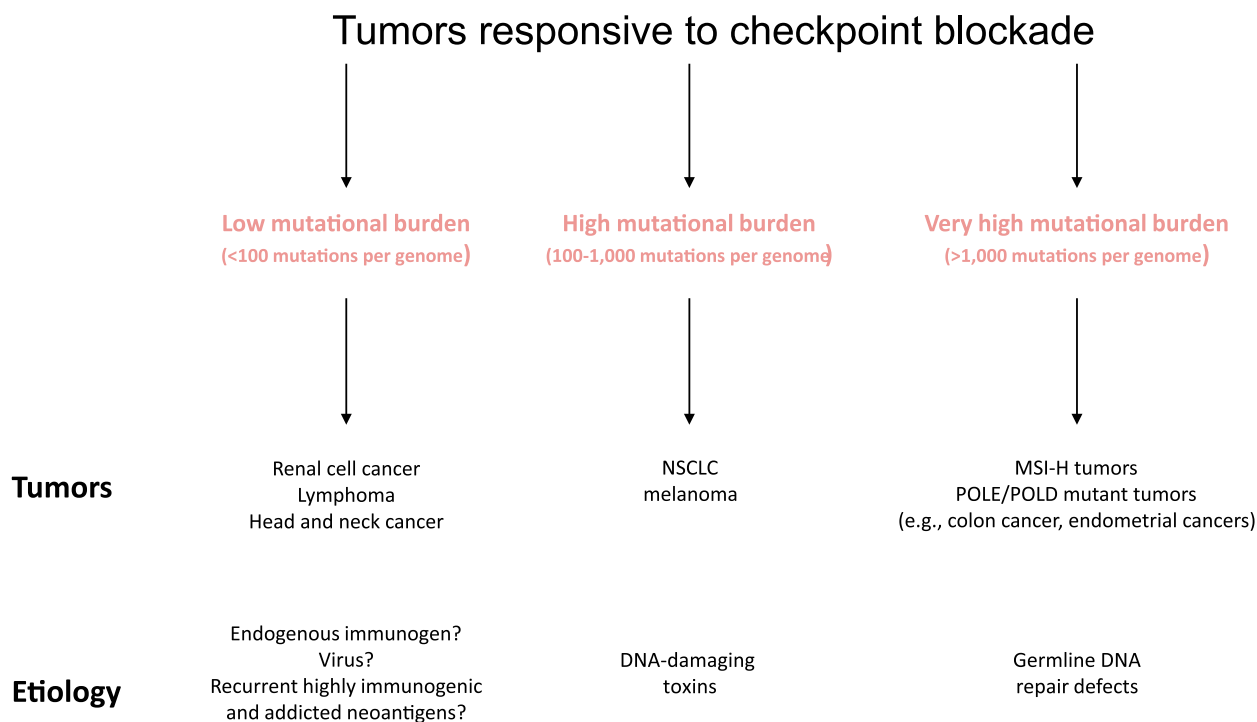 Tumors responsive to checkpoint blockade
Low mutational burden
(<100 mutations per genome)
High mutational burden
(100-1,000 mutations per genome)
Very high mutational burden
(>1,000 mutations per genome)
Tumors
Renal cell cancer
Lymphoma
Head and neck cancer
NSCLC
melanoma
MSI-H tumors
POLE/POLD mutant tumors
(e.g., colon cancer, endometrial cancers)
Etiology
Endogenous immunogen?
Virus?
Recurrent highly immunogenic
and addicted neoantigens?
DNA-damaging
toxins
Germline DNA
repair defects